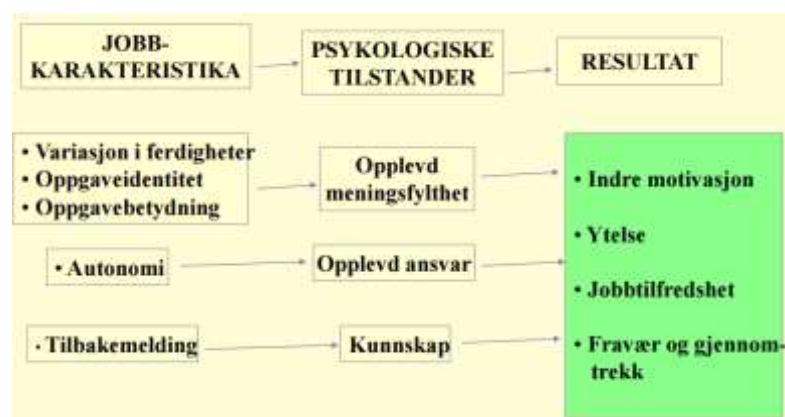 JOBB-
KARAKTERISTIKA
PSYKOLOGISKE
TILSTANDER
RESULTAT
• Variasjon i ferdigheter
• Oppgaveidentitet
• Oppgavebetydning
Opplevd
meningsfylthet
• Autonomi
Opplevd ansvar
• Tilbakemelding
Kunnskap
• Indre motivasjon
• Ytelse
• Jobbtilfredshet
• Fravær og gjennom-
trekk